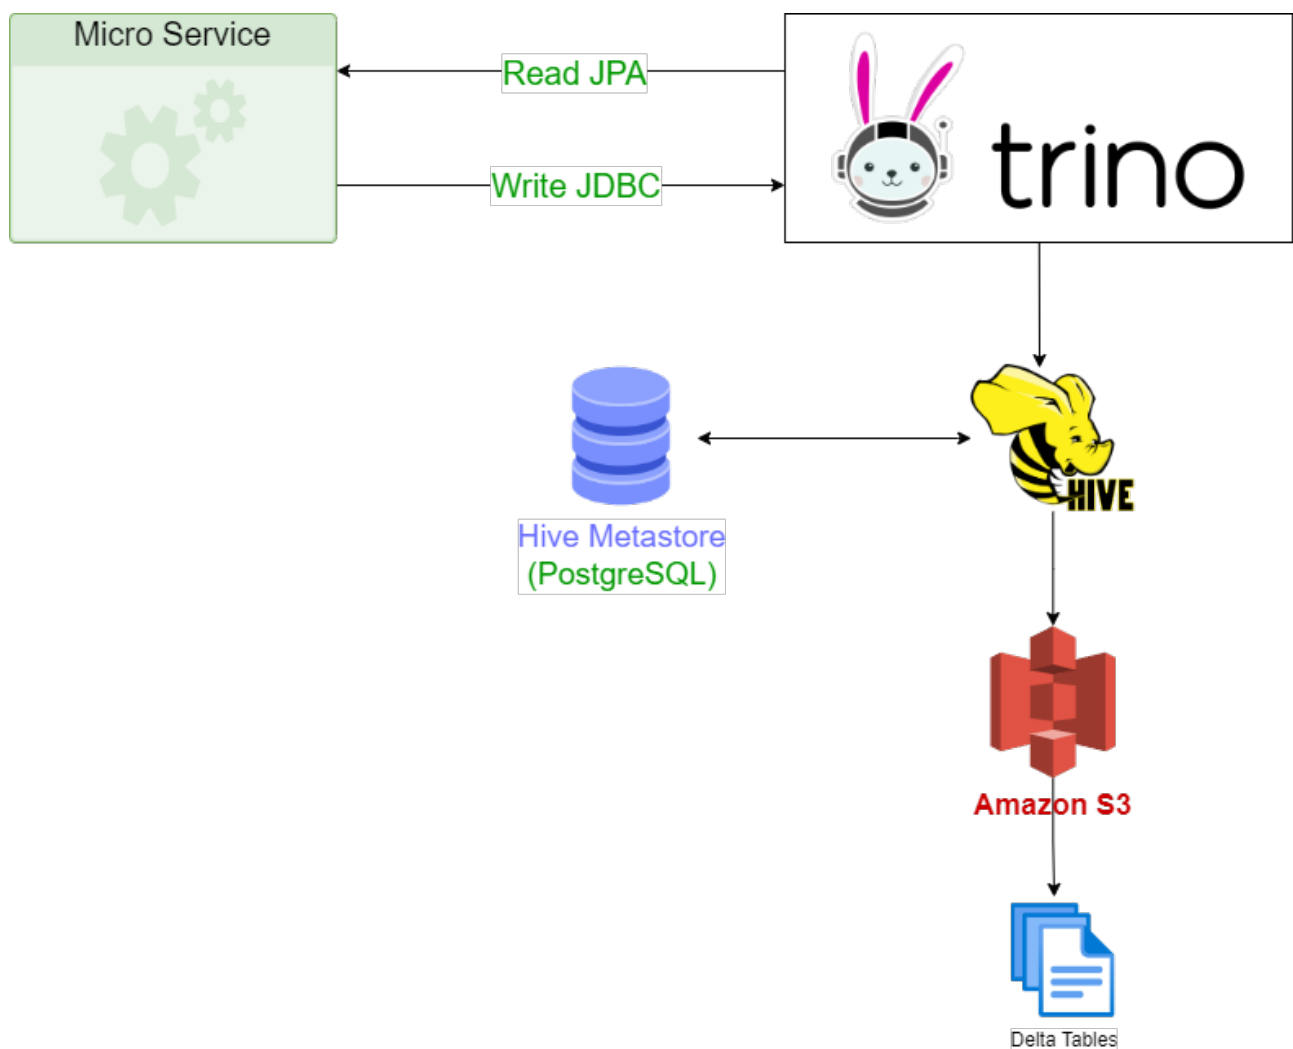 Micro Service
Read JPA
Write JDBC
trino
HIVE
Hive Metastore
(PostgreSQL)
Amazon S3
Delta Tables